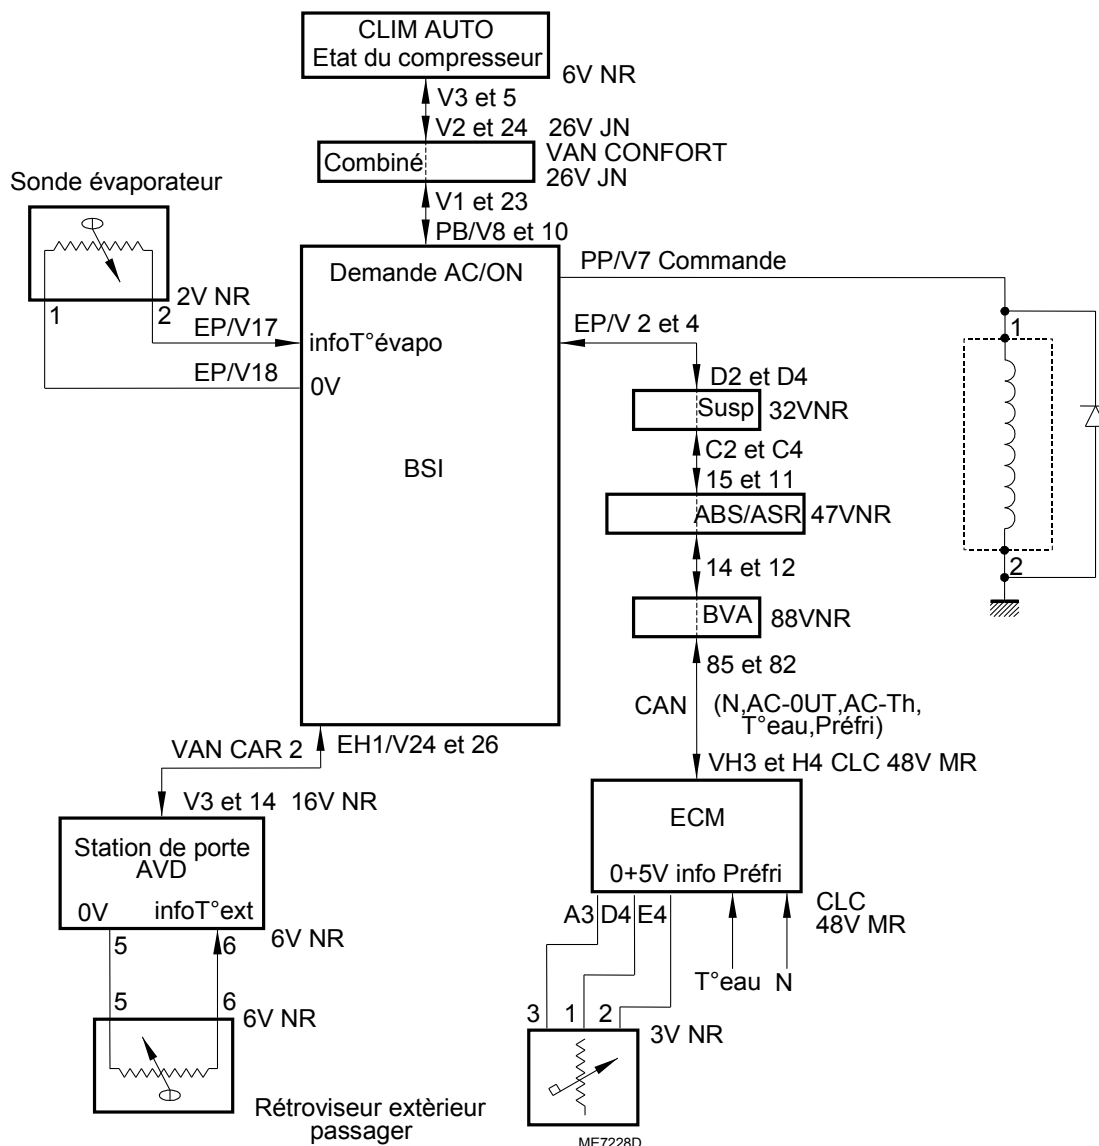 CLIM AUTO
Etat du compresseur
6V NR
V3 et 5
V2 et 24 26V JN
Combiné
VAN CONFORT
26V JN
V1 et 23
PB/V8 et 10
Sonde évaporateur
1
2
2V NR
EP/V17
EP/V18
Demande AC/ON
infoT°évapo
0V
BSI
PP/V7 Commande
EP/V 2 et 4
1
2
D2 et D4
Susp
32VNR
C2 et C4
15 et 11
ABS/ASR
47VNR
14 et 12
BVA
88VNR
85 et 82
CAN
(N,AC-0UT,AC-Th,
T°eau,Préfri)
VH3 et H4 CLC 48V MR
VAN CAR 2
EH1/V24 et 26
V3 et 14 16V NR
Station de porte
AVD
0V
infoT°ext
5
6
6V NR
5
6
6V NR
Rétroviseur extèrieur
passager
ECM
0+5V info Préfri
CLC
48V MR
A3
D4
E4
T°eau
N
3
1
2
3V NR
MF7228D